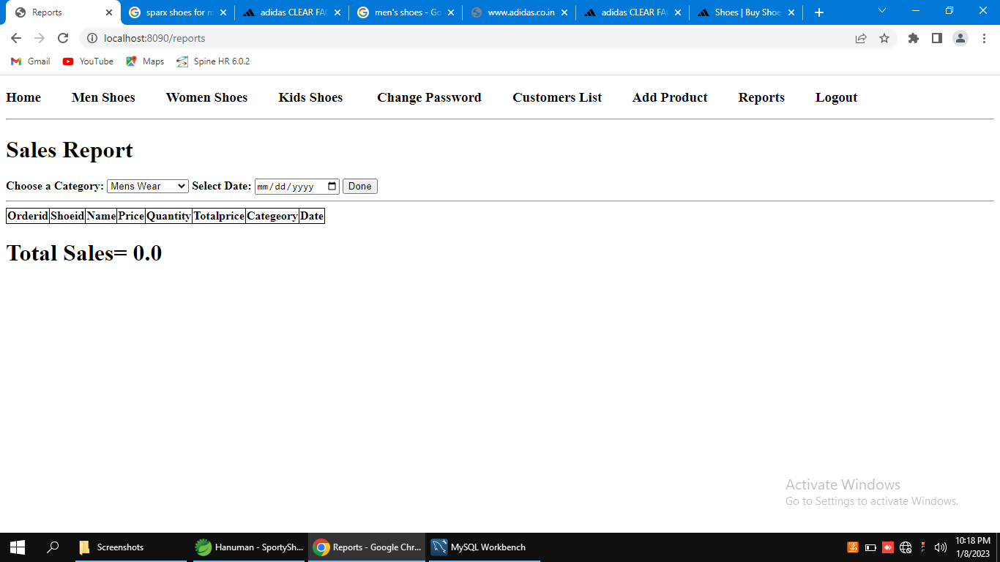 Reports
sparx shoes for m
adidas CLEAR FA
men's shoes - Go
www.adidas.co.in
adidas CLEAR FA
Shoes | Buy Shoe
localhost:8090/reports
Gmail YouTube Maps Spine HR 6.0.2
Home Men Shoes Women Shoes Kids Shoes Change Password Customers List Add Product Reports Logout
Sales Report
Choose a Category: Mens Wear Select Date: mm/dd/yyyy Done
Orderid Shoeid Name Price Quantity Totalprice Categeory Date
Total Sales= 0.0
Activate Windows
Go to Settings to activate Windows.
Screenshots
Hanuman - SportySh...
Reports - Google Chr...
MySQL Workbench
10:18 PM
1/8/2023